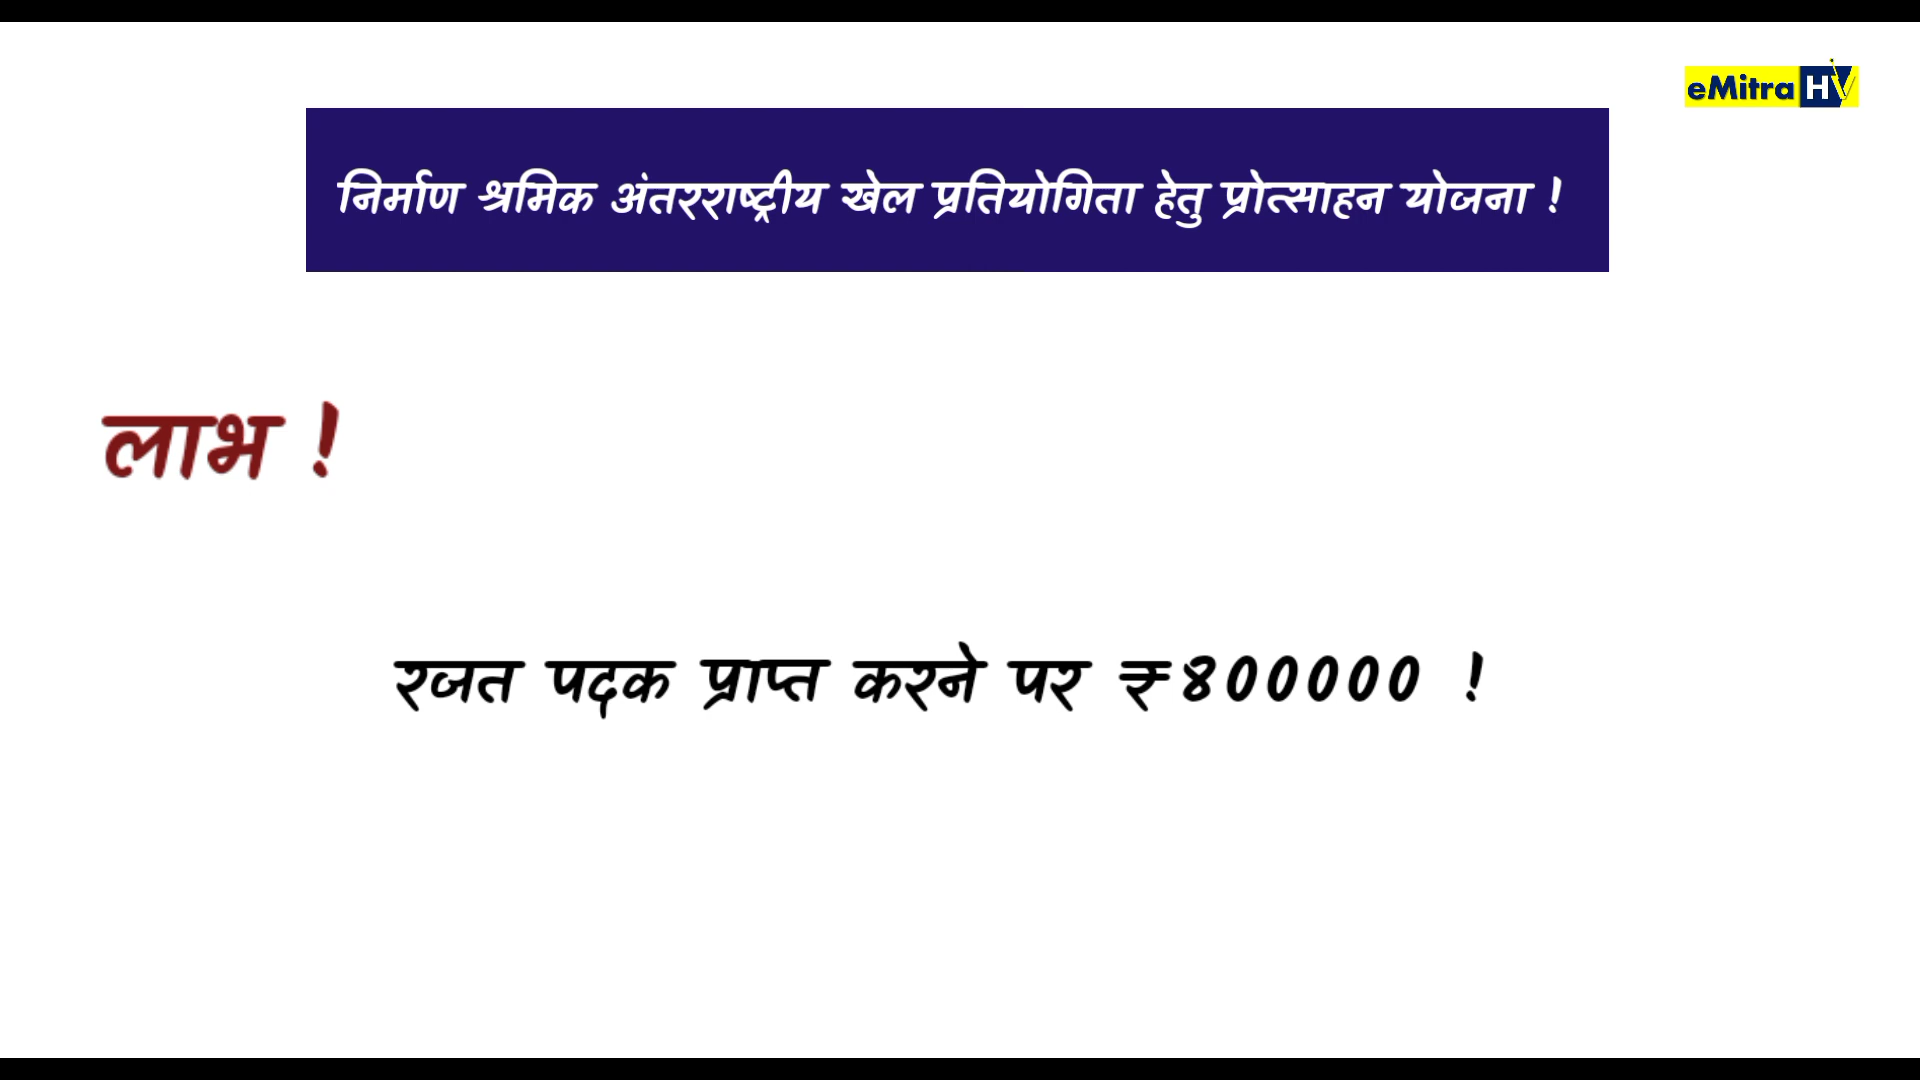 eMitra HV
निर्माण श्रमिक अंतरराष्ट्रीय खेल प्रतियोगिता हेतु प्रोत्साहन योजना !
लाभ !
रजत पदक प्राप्त करने पर ₹800000 !